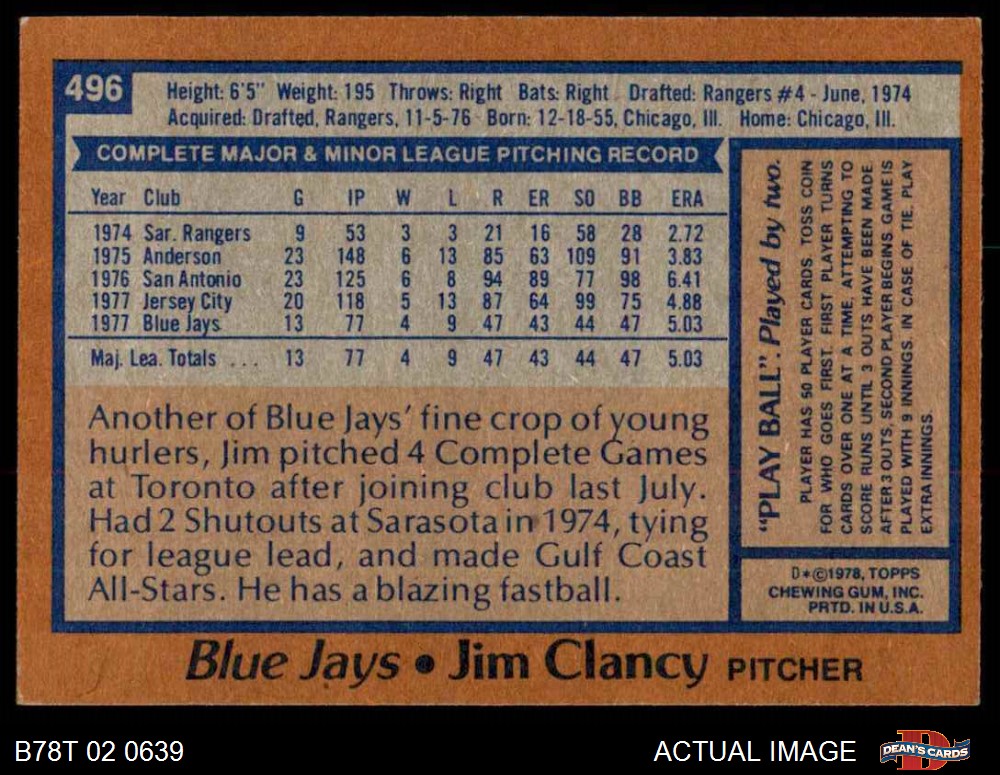 496
Height: 6'5" Weight: 195 Throws: Right Bats: Right Drafted: Rangers #4 - June, 1974
Acquired: Drafted, Rangers, 11-5-76 Born: 12-18-55, Chicago, Ill. Home: Chicago, Ill.
COMPLETE MAJOR & MINOR LEAGUE PITCHING RECORD
Year Club G IP W L R ER SO BB ERA
1974 Sar. Rangers 9 53 3 3 21 16 58 28 2.72
1975 Anderson 23 148 6 13 85 63 109 91 3.83
1976 San Antonio 23 125 6 8 94 89 77 98 6.41
1977 Jersey City 20 118 5 13 87 64 99 75 4.88
1977 Blue Jays 13 77 4 9 47 43 44 47 5.03
Maj. Lea. Totals ... 13 77 4 9 47 43 44 47 5.03
Another of Blue Jays' fine crop of young
hurlers, Jim pitched 4 Complete Games
at Toronto after joining club last July.
Had 2 Shutouts at Sarasota in 1974, tying
for league lead, and made Gulf Coast
All-Stars. He has a blazing fastball.
"PLAY BALL". Played by two.
PLAYER HAS 50 PLAYER CARDS. TOSS COIN
FOR WHO GOES FIRST. FIRST PLAYER TURNS
CARDS OVER ONE AT A TIME, ATTEMPTING TO
SCORE RUNS UNTIL 3 OUTS HAVE BEEN MADE.
AFTER 3 OUTS, SECOND PLAYER BEGINS GAME IS
PLAYED WITH 9 INNINGS. IN CASE OF TIE, PLAY
EXTRA INNINGS.
D*©1978, TOPPS
CHEWING GUM, INC.
PRTD. IN U.S.A.
Blue Jays • Jim Clancy PITCHER
B78T 02 0639
ACTUAL IMAGE
DEAN'S CARDS